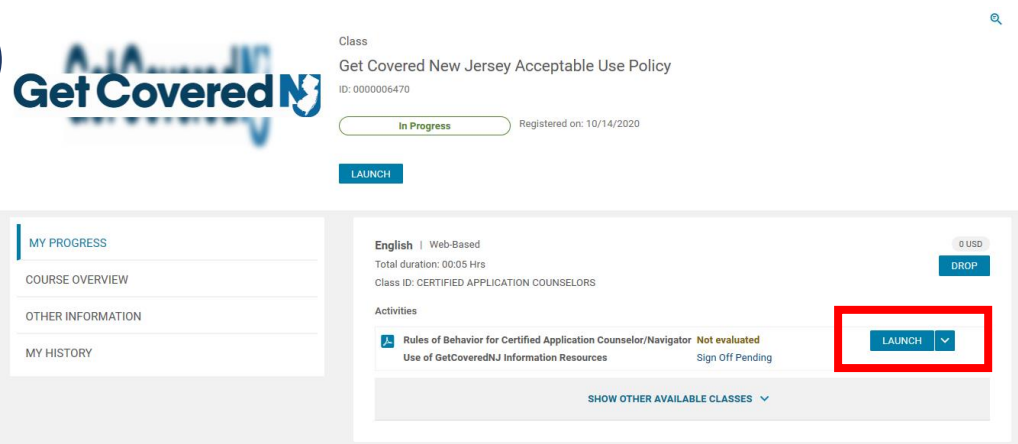 Get Covered NJ
Class
Get Covered New Jersey Acceptable Use Policy
ID: 0000006470
In Progress
Registered on: 10/14/2020
LAUNCH
MY PROGRESS
COURSE OVERVIEW
OTHER INFORMATION
MY HISTORY
English | Web-Based
0 USD
Total duration: 00:05 Hrs
DROP
Class ID: CERTIFIED APPLICATION COUNSELORS
Activities
Rules of Behavior for Certified Application Counselor/Navigator Not evaluated
LAUNCH
Use of GetCoveredNJ Information Resources Sign Off Pending
SHOW OTHER AVAILABLE CLASSES